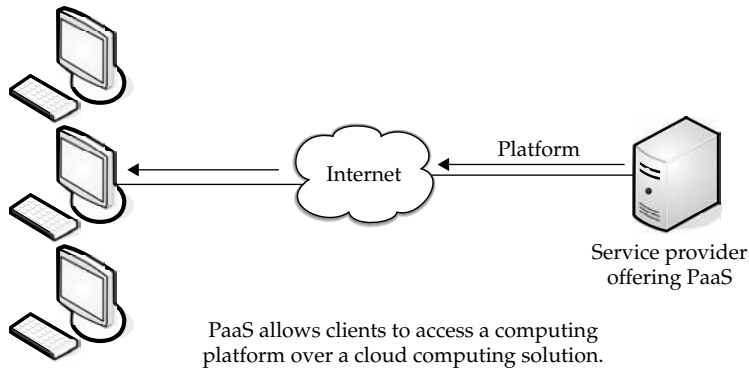 Platform
Internet
Service provider
offering PaaS
PaaS allows clients to access a computing
platform over a cloud computing solution.